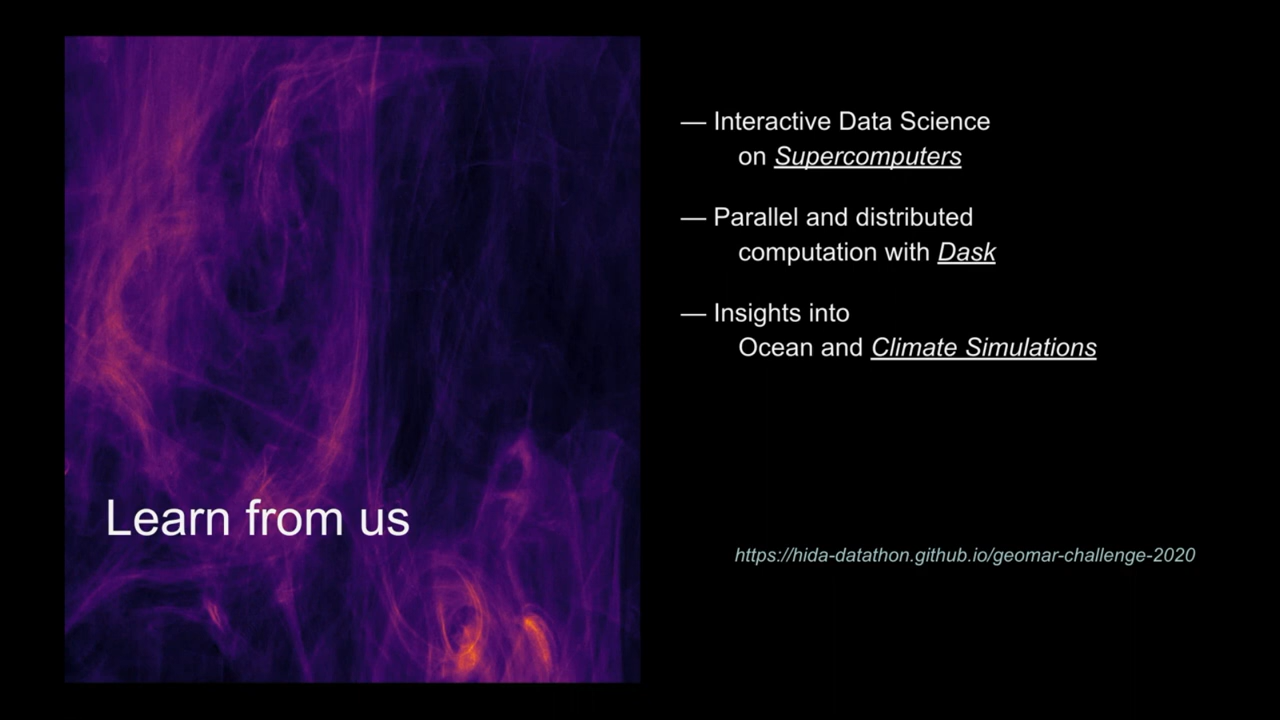 Learn from us
— Interactive Data Science
on Supercomputers
— Parallel and distributed
computation with Dask
— Insights into
Ocean and Climate Simulations
https://hida-datathon.github.io/geomar-challenge-2020